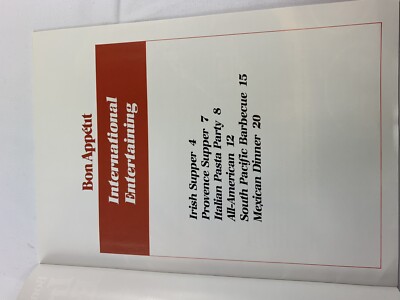 Bon Appétit
International
Entertaining
Irish Supper 4
Provence Supper 7
Italian Pasta Party 8
All-American 12
South Pacific Barbecue 15
Mexican Dinner 20